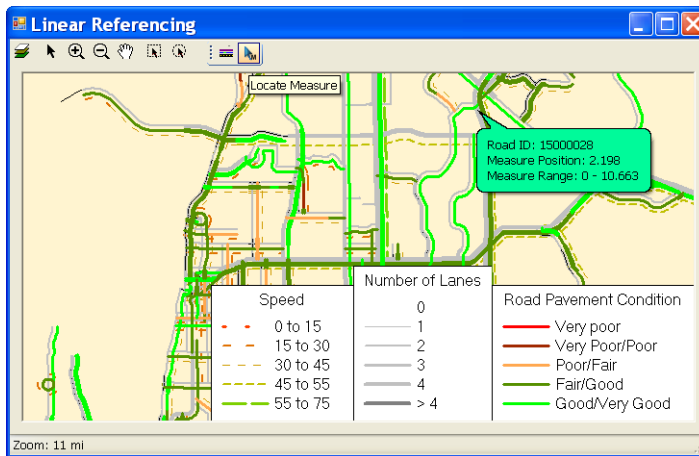 Linear Referencing
Locate Measure
Road ID: 15000028
Measure Position: 2.198
Measure Range: 0 - 10.663
Speed
0 to 15
15 to 30
30 to 45
45 to 55
55 to 75
Number of Lanes
0
1
2
3
4
> 4
Road Pavement Condition
Very poor
Very Poor/Poor
Poor/Fair
Fair/Good
Good/Very Good
Zoom: 11 mi